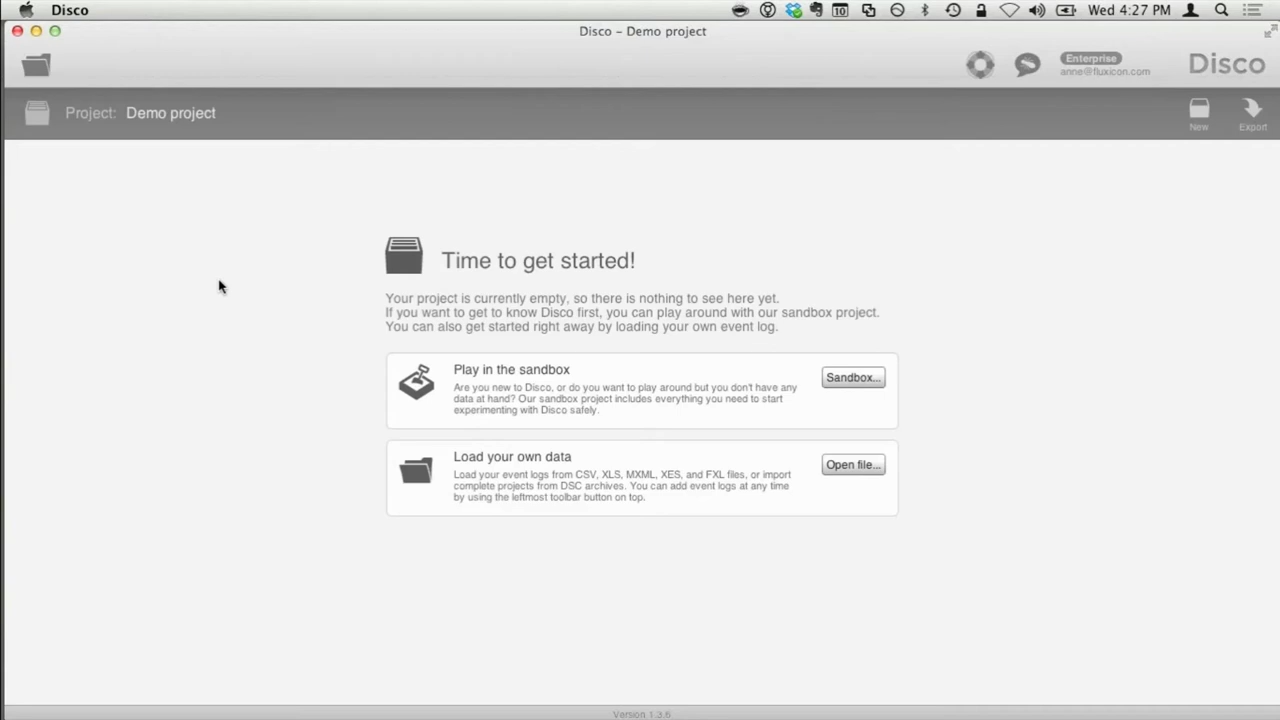 Disco
10
Wed 4:27 PM
Disco – Demo project
Enterprise
anne@fluxicon.com
Disco
Project: Demo project
New
Export
Time to get started!
Your project is currently empty, so there is nothing to see here yet.
If you want to get to know Disco first, you can play around with our sandbox project.
You can also get started right away by loading your own event log.
Play in the sandbox
Are you new to Disco, or do you want to play around but you don't have any
data at hand? Our sandbox project includes everything you need to start
experimenting with Disco safely.
Sandbox...
Load your own data
Load your event logs from CSV, XLS, MXML, XES, and FXL files, or import
complete projects from DSC archives. You can add event logs at any time
by using the leftmost toolbar button on top.
Open file...
Version 1.3.6